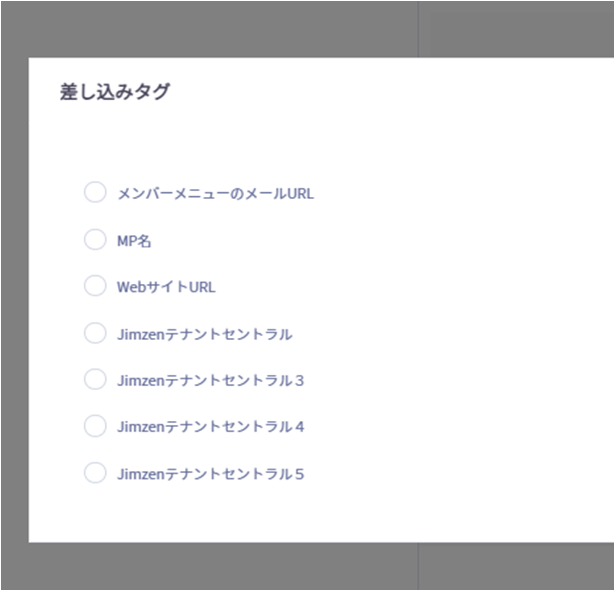 差し込みタグ
メンバーメニューのメールURL
MP名
WebサイトURL
Jimzenテナントセントラル
Jimzenテナントセントラル３
Jimzenテナントセントラル４
Jimzenテナントセントラル５